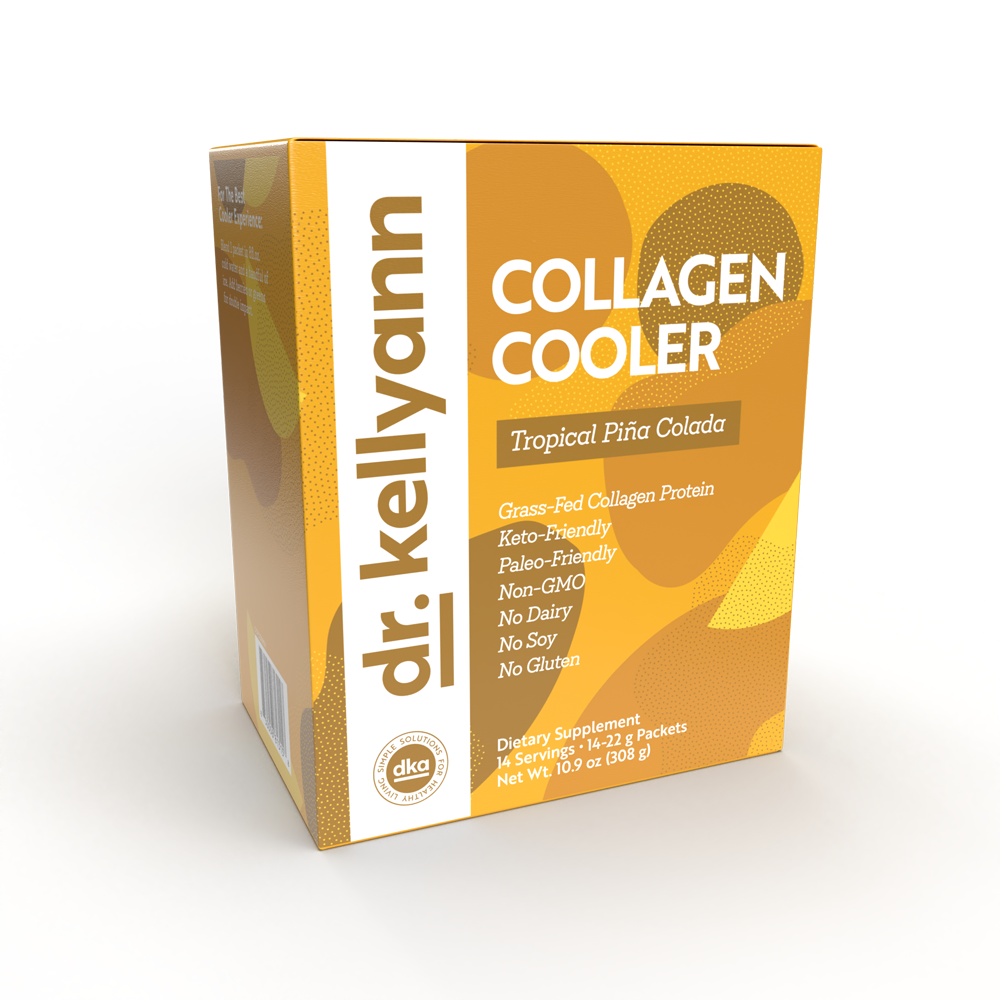 For The Best
Cooler Experience:
dr. kellyann
SIMPLE SOLUTIONS FOR HEALTHY LIVING
dka
COLLAGEN
COOLER
Tropical Piña Colada
Grass-Fed Collagen Protein
Keto-Friendly
Paleo-Friendly
Non-GMO
No Dairy
No Soy
No Gluten
Dietary Supplement
14 Servings • 14-22 g Packets
Net Wt. 10.9 oz (308 g)